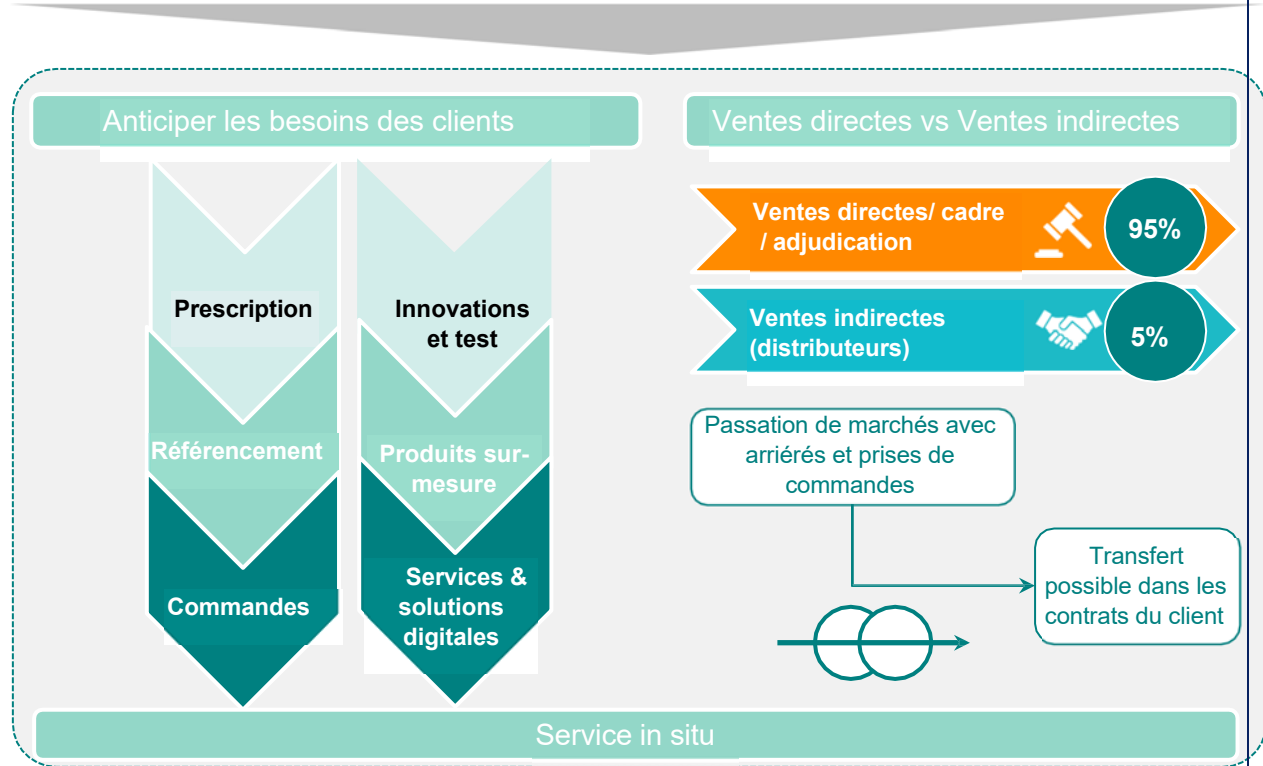 Anticiper les besoins des clients
Prescription
Référencement
Commandes
Innovations
et test
Produits sur-
mesure
Services &
solutions
digitales
Ventes directes vs Ventes indirectes
Ventes directes/ cadre
/ adjudication
95%
Ventes indirectes
(distributeurs)
5%
Passation de marchés avec
arriérés et prises de
commandes
Transfert
possible dans les
contrats du client
Service in situ